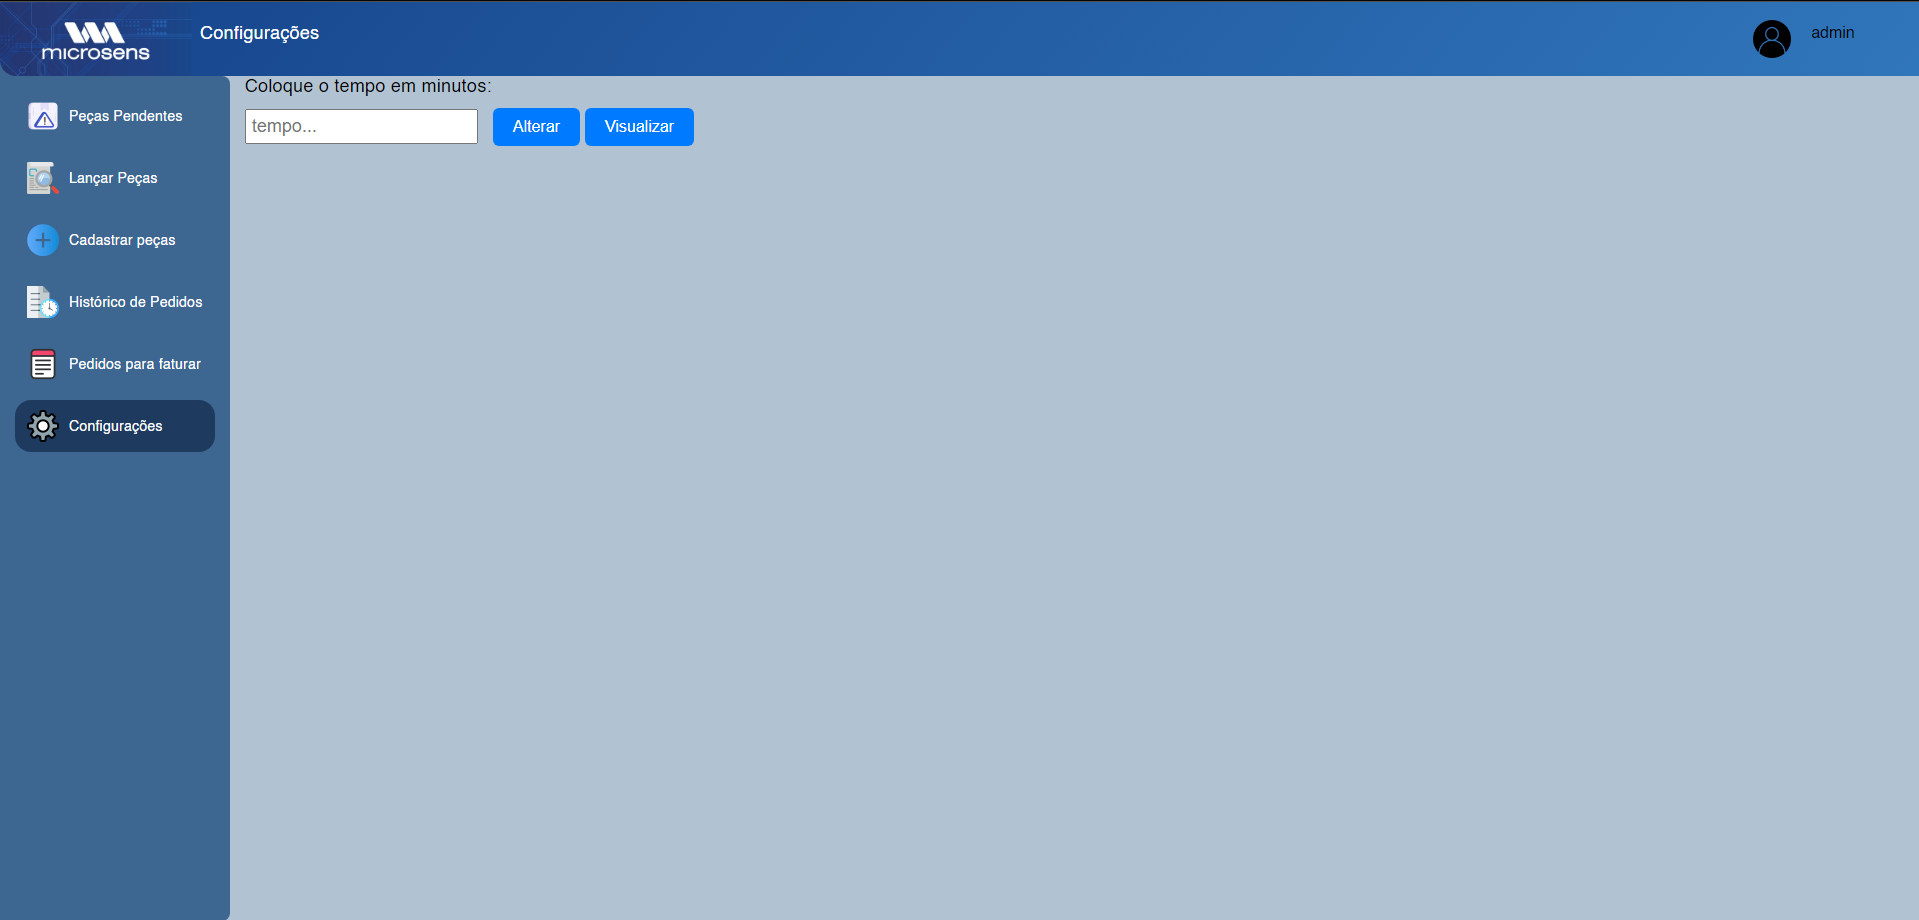 microsens
Configurações
admin
Peças Pendentes
Lançar Peças
Cadastrar peças
Histórico de Pedidos
Pedidos para faturar
Configurações
Coloque o tempo em minutos:
tempo...
Alterar
Visualizar